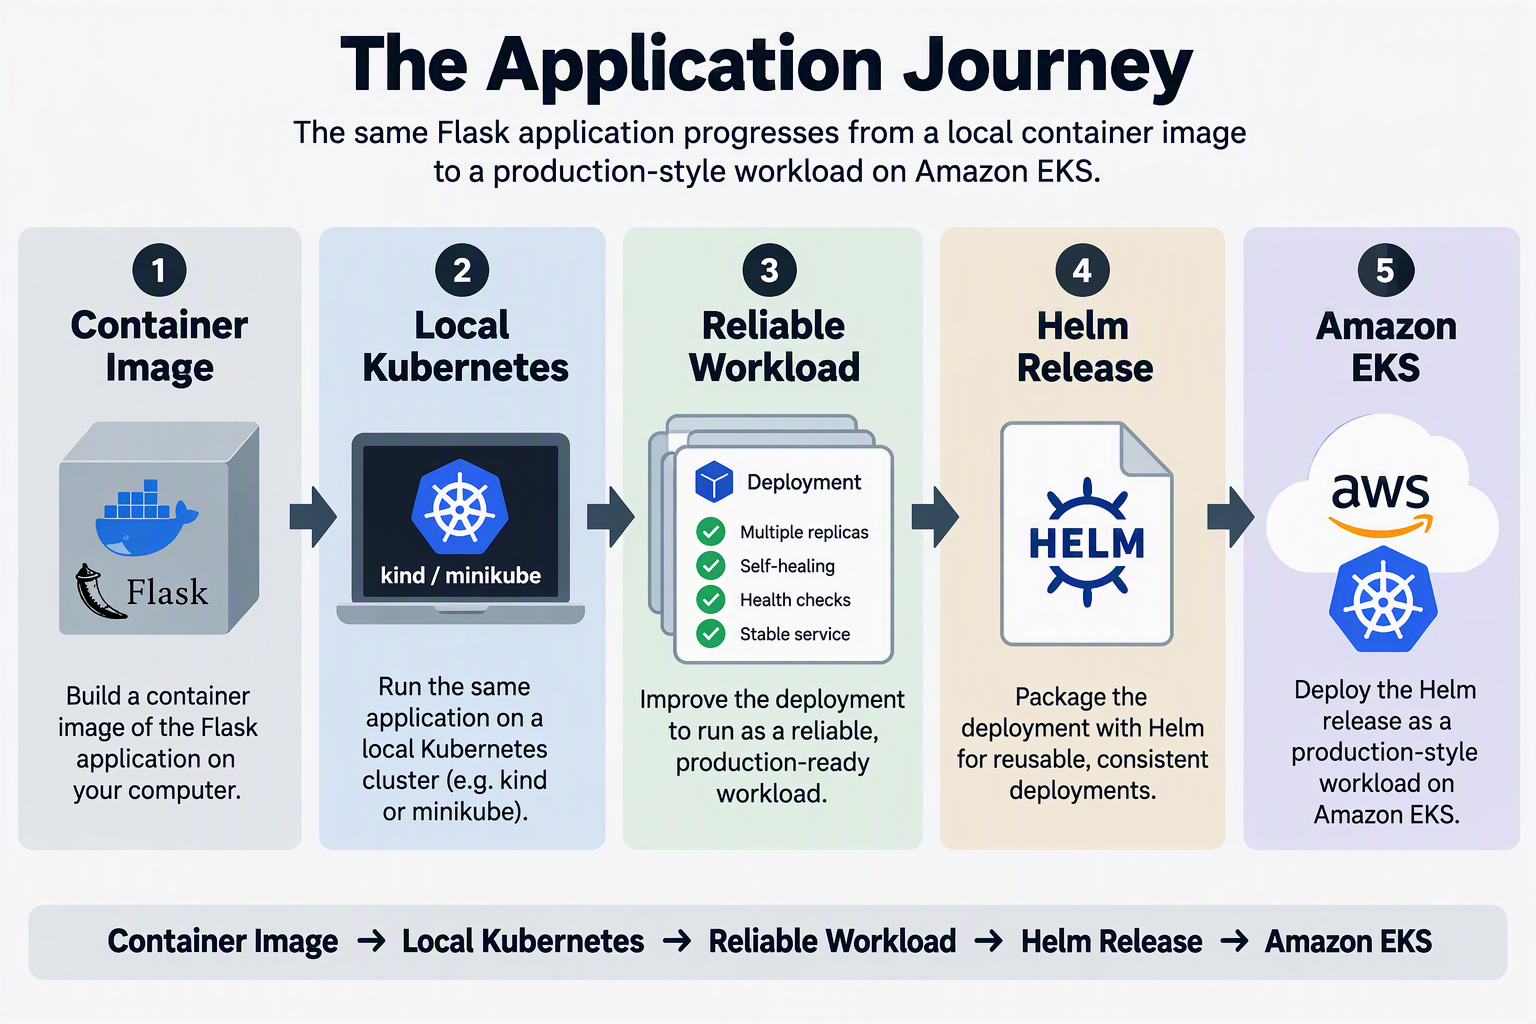 The Application Journey
The same Flask application progresses from a local container image
to a production-style workload on Amazon EKS.
1
Container
Image
Flask
Build a container
image of the Flask
application on
your computer.
2
Local
Kubernetes
kind / minikube
Run the same
application on a
local Kubernetes
cluster (e.g. kind
or minikube).
3
Reliable
Workload
Deployment
Multiple replicas
Self-healing
Health checks
Stable service
Improve the deployment
to run as a reliable,
production-ready
workload.
4
Helm
Release
HELM
Package the
deployment with Helm
for reusable, consistent
deployments.
5
Amazon
EKS
aws
Deploy the Helm
release as a
production-style
workload on
Amazon EKS.
Container Image → Local Kubernetes → Reliable Workload → Helm Release → Amazon EKS